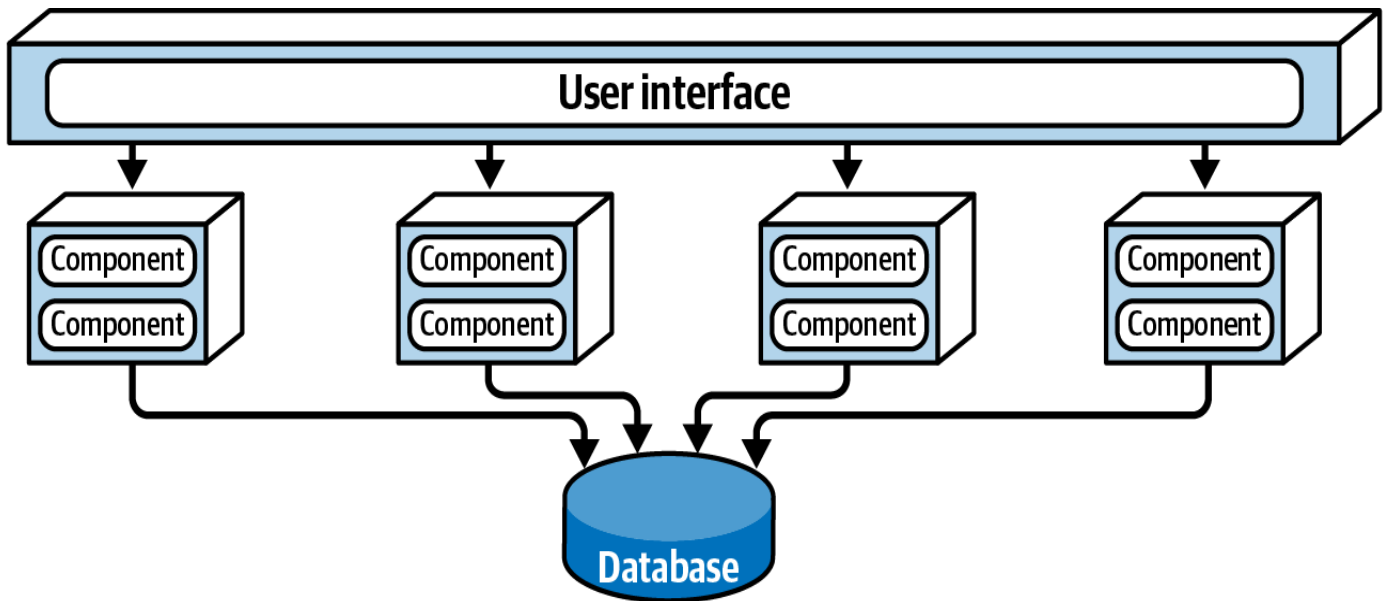 User interface
Component
Component
Component
Component
Component
Component
Component
Component
Database